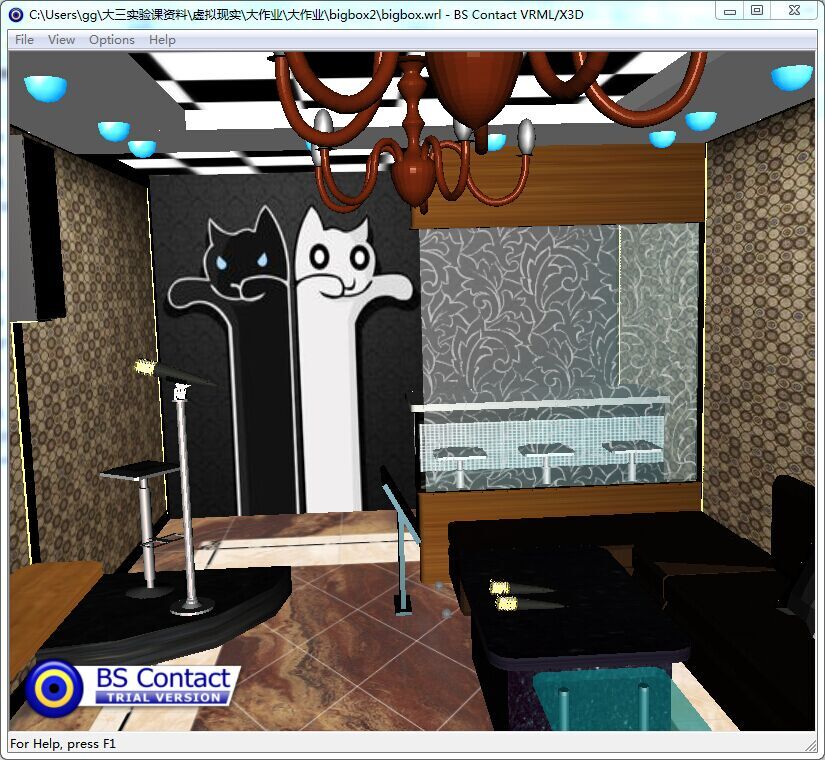 C:\Users\gg\大三实验课资料\虚拟现实\大作业\大作业\bigbox2\bigbox.wrl - BS Contact VRML/X3D
File View Options Help
BS Contact
TRIAL VERSION
For Help, press F1